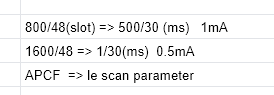 800/48(slot) => 500/30 (ms)   1mA
1600/48 => 1/30(ms)  0.5mA
APCF  => le scan parameter